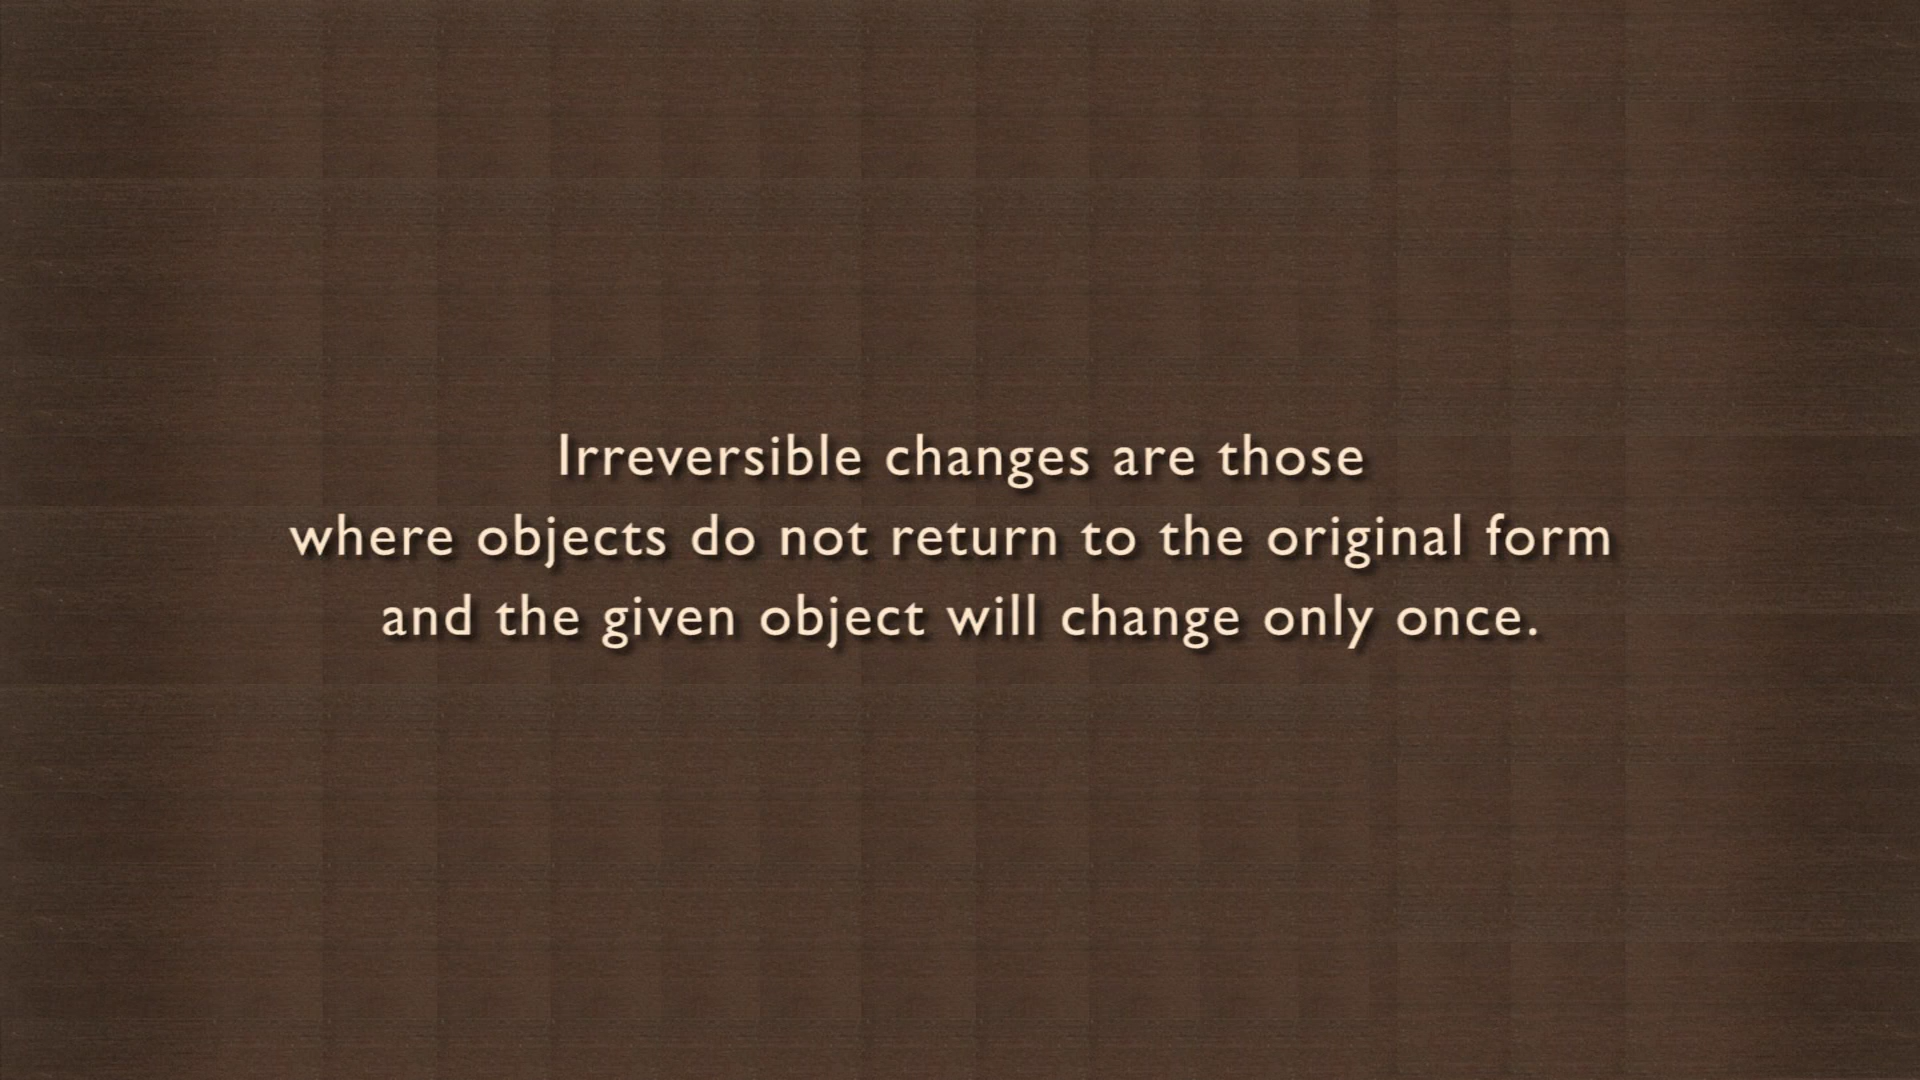 Irreversible changes are those
where objects do not return to the original form
and the given object will change only once.